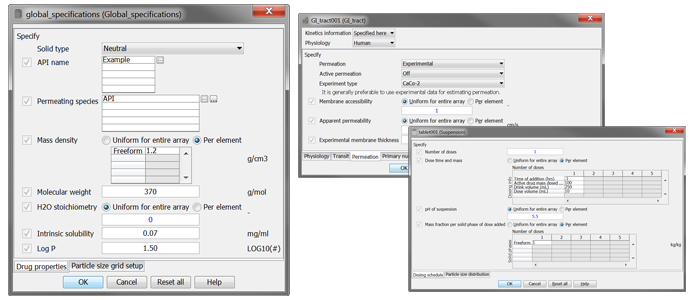 global_specifications (Global_specifications)
Specify
Solid type Neutral
API name Example
Permeating species API
Mass density Uniform for entire array Per element
Freeform 1.2 g/cm3
Molecular weight 370 g/mol
H2O stoichiometry Uniform for entire array Per element
0 -
Intrinsic solubility 0.07 mg/ml
Log P 1.50 LOG10(#)
Drug properties Particle size grid setup
OK Cancel Reset all Help
GI_tract001 (GI_tract)
Kinetics information Specified here
Physiology Human
Specify
Permeation Experimental
Active permeation Off
Experiment type CaCo-2
It is generally preferable to use experimental data for estimating permeation.
Membrane accessibility Uniform for entire array Per element
1 -
Apparent permeability Uniform for entire array Per element
cm/s
Experimental membrane thickness
Physiology Transit Permeation Primary nu
OK
tablet001 (Suspension)
Specify
Number of doses 1
Dose time and mass Uniform for entire array Per element
Number of doses
1 2 3 4 5
Time of addition (hr) 1
Active drug mass dosed ... 100
Drink volume (mL) 250
Dose volume (mL) 10
pH of suspension Uniform for entire array Per element
5.5
Mass fraction per solid phase of dose added Uniform for entire array Per element
Number of doses
1 2 3 4 5
Freeform 1 kg/kg
Dosing schedule Particle size distribution
OK Cancel Reset all Help